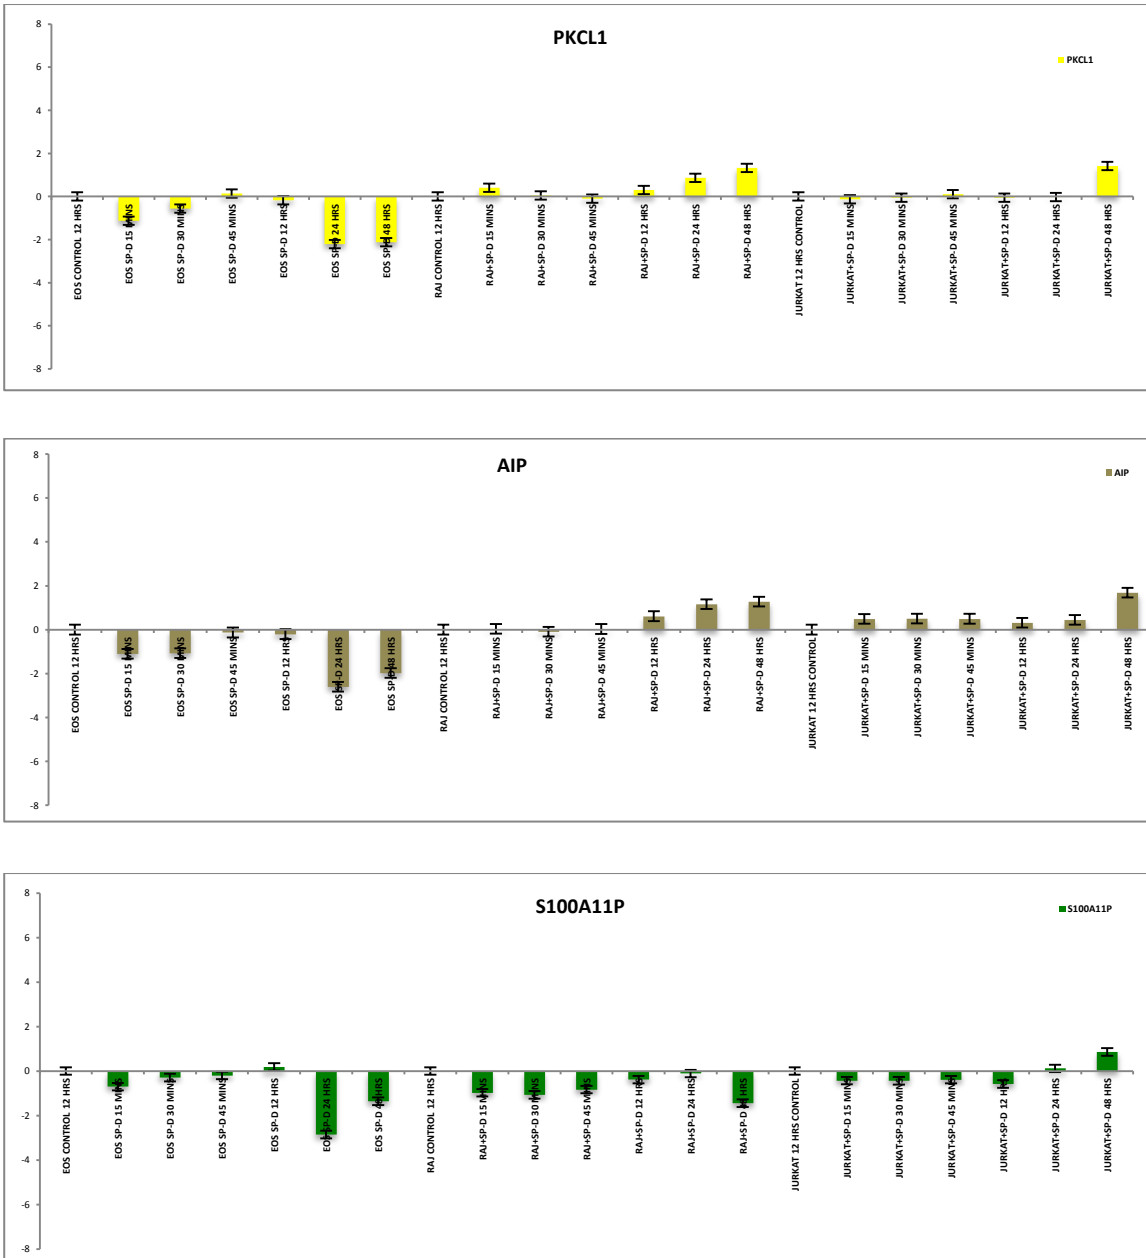 PKCL1
PKCL1
8
6
4
2
0
-2
-4
-6
-8
EOS CONTROL 12 HRS
EOS SP-D 15 MINS
EOS SP-D 30 MINS
EOS SP-D 45 MINS
EOS SP-D 12 HRS
EOS SP-D 24 HRS
EOS SP-D 48 HRS
RAJ CONTROL 12 HRS
RAJ+SP-D 15 MINS
RAJ+SP-D 30 MINS
RAJ+SP-D 45 MINS
RAJ+SP-D 12 HRS
RAJ+SP-D 24 HRS
RAJ+SP-D 48 HRS
JURKAT 12 HRS CONTROL
JURKAT+SP-D 15 MINS
JURKAT+SP-D 30 MINS
JURKAT+SP-D 45 MINS
JURKAT+SP-D 12 HRS
JURKAT+SP-D 24 HRS
JURKAT+SP-D 48 HRS
AIP
AIP
8
6
4
2
0
-2
-4
-6
-8
EOS CONTROL 12 HRS
EOS SP-D 15 MINS
EOS SP-D 30 MINS
EOS SP-D 45 MINS
EOS SP-D 12 HRS
EOS SP-D 24 HRS
EOS SP-D 48 HRS
RAJ CONTROL 12 HRS
RAJ+SP-D 15 MINS
RAJ+SP-D 30 MINS
RAJ+SP-D 45 MINS
RAJ+SP-D 12 HRS
RAJ+SP-D 24 HRS
RAJ+SP-D 48 HRS
JURKAT 12 HRS CONTROL
JURKAT+SP-D 15 MINS
JURKAT+SP-D 30 MINS
JURKAT+SP-D 45 MINS
JURKAT+SP-D 12 HRS
JURKAT+SP-D 24 HRS
JURKAT+SP-D 48 HRS
S100A11P
S100A11P
8
6
4
2
0
-2
-4
-6
-8
EOS CONTROL 12 HRS
EOS SP-D 15 MINS
EOS SP-D 30 MINS
EOS SP-D 45 MINS
EOS SP-D 12 HRS
EOS SP-D 24 HRS
EOS SP-D 48 HRS
RAJ CONTROL 12 HRS
RAJ+SP-D 15 MINS
RAJ+SP-D 30 MINS
RAJ+SP-D 45 MINS
RAJ+SP-D 12 HRS
RAJ+SP-D 24 HRS
RAJ+SP-D 48 HRS
JURKAT 12 HRS CONTROL
JURKAT+SP-D 15 MINS
JURKAT+SP-D 30 MINS
JURKAT+SP-D 45 MINS
JURKAT+SP-D 12 HRS
JURKAT+SP-D 24 HRS
JURKAT+SP-D 48 HRS